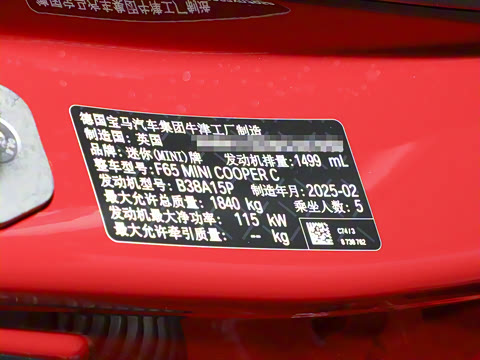 德国宝马汽车集团牛津工厂制造
制造国：英国
品牌：迷你(MINI)牌 发动机排量：1499 mL
整车型号：F65 MINI COOPER C
发动机型号：B38A15P 制造年月：2025-02
最大允许总质量：1840 kg 乘坐人数：5
发动机最大净功率：115 kW
最大允许牵引质量：-- kg
C7413